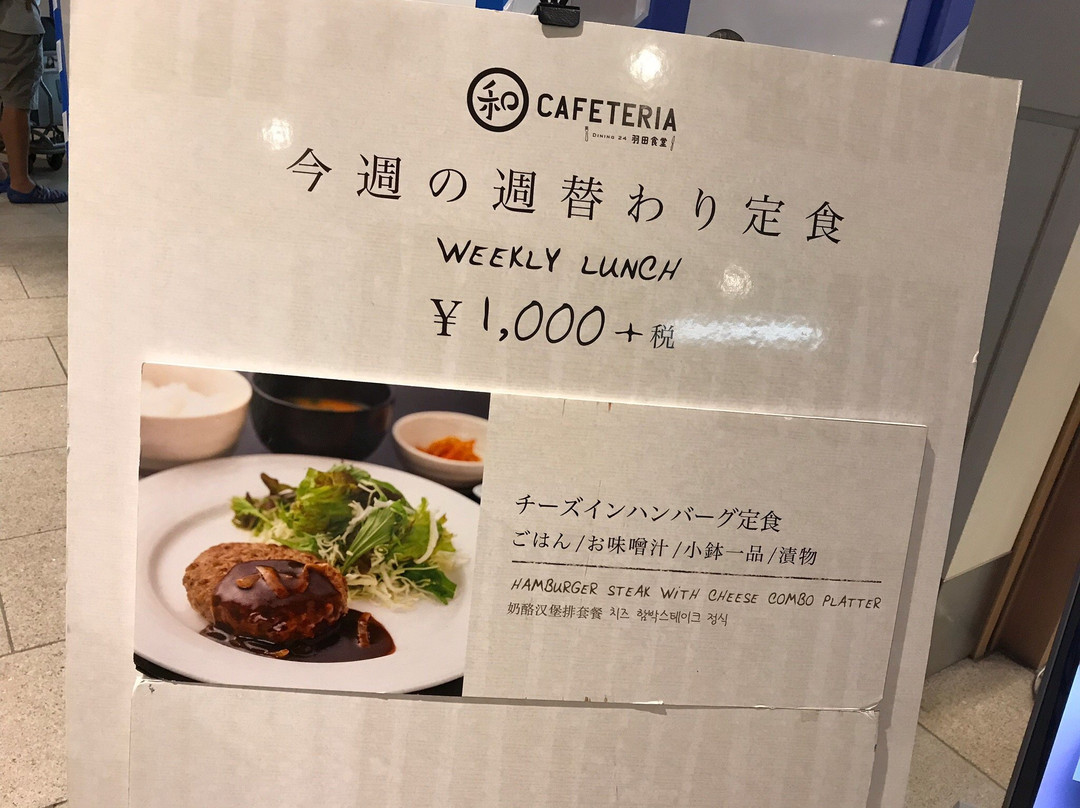 和 CAFETERIA
DINING 24 羽田食堂
今週の週替わり定食
WEEKLY LUNCH
¥1,000+税
チーズインハンバーグ定食
ごはん/お味噌汁/小鉢一品/漬物
HAMBURGER STEAK WITH CHEESE COMBO PLATTER
奶酪汉堡排套餐 치즈 함박스테이크 정식